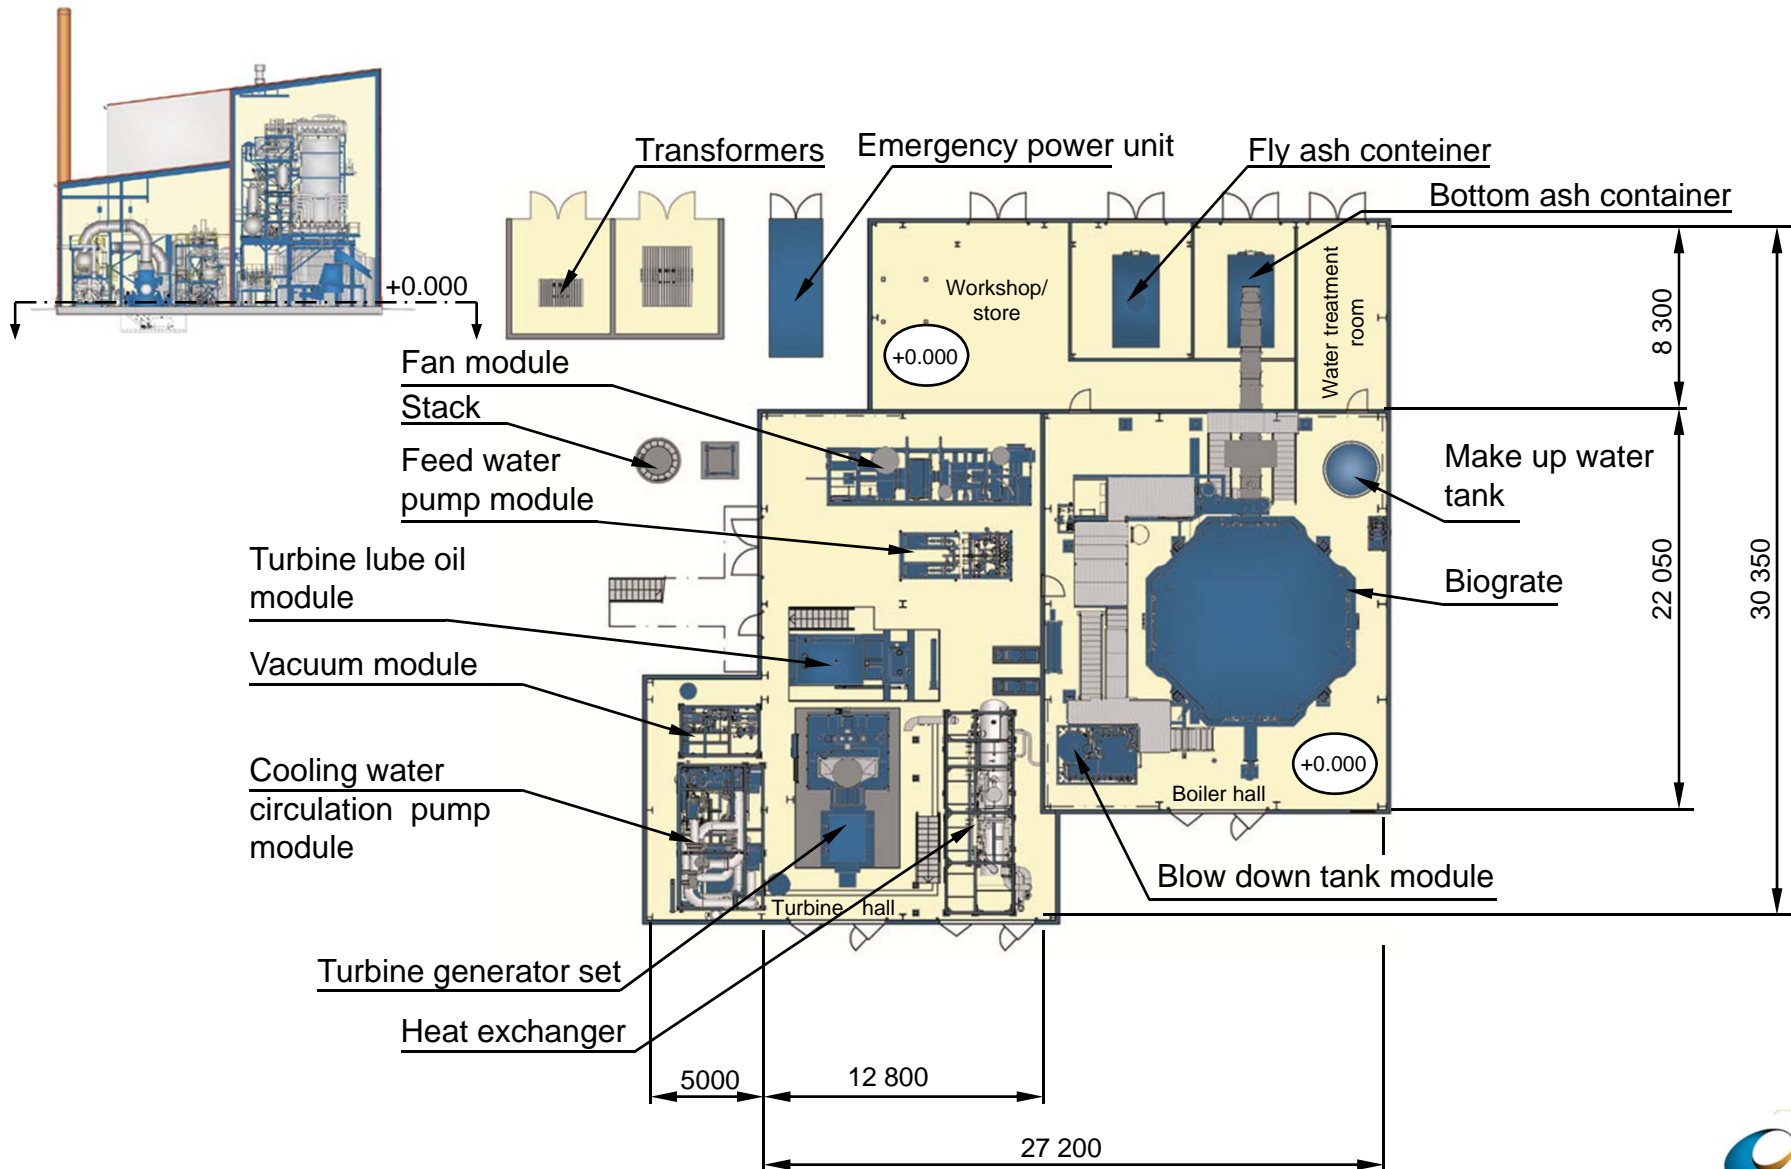 Transformers
Emergency power unit
Fly ash conteiner
Bottom ash container
+0.000
Workshop/
store
Water treatment
room
8 300
+0.000
Fan module
Stack
Feed water
pump module
Make up water
tank
Turbine lube oil
module
Biograte
22 050
30 350
Vacuum module
Cooling water
circulation pump
module
+0.000
Boiler hall
Blow down tank module
Turbine hall
Turbine generator set
Heat exchanger
5000
12 800
27 200